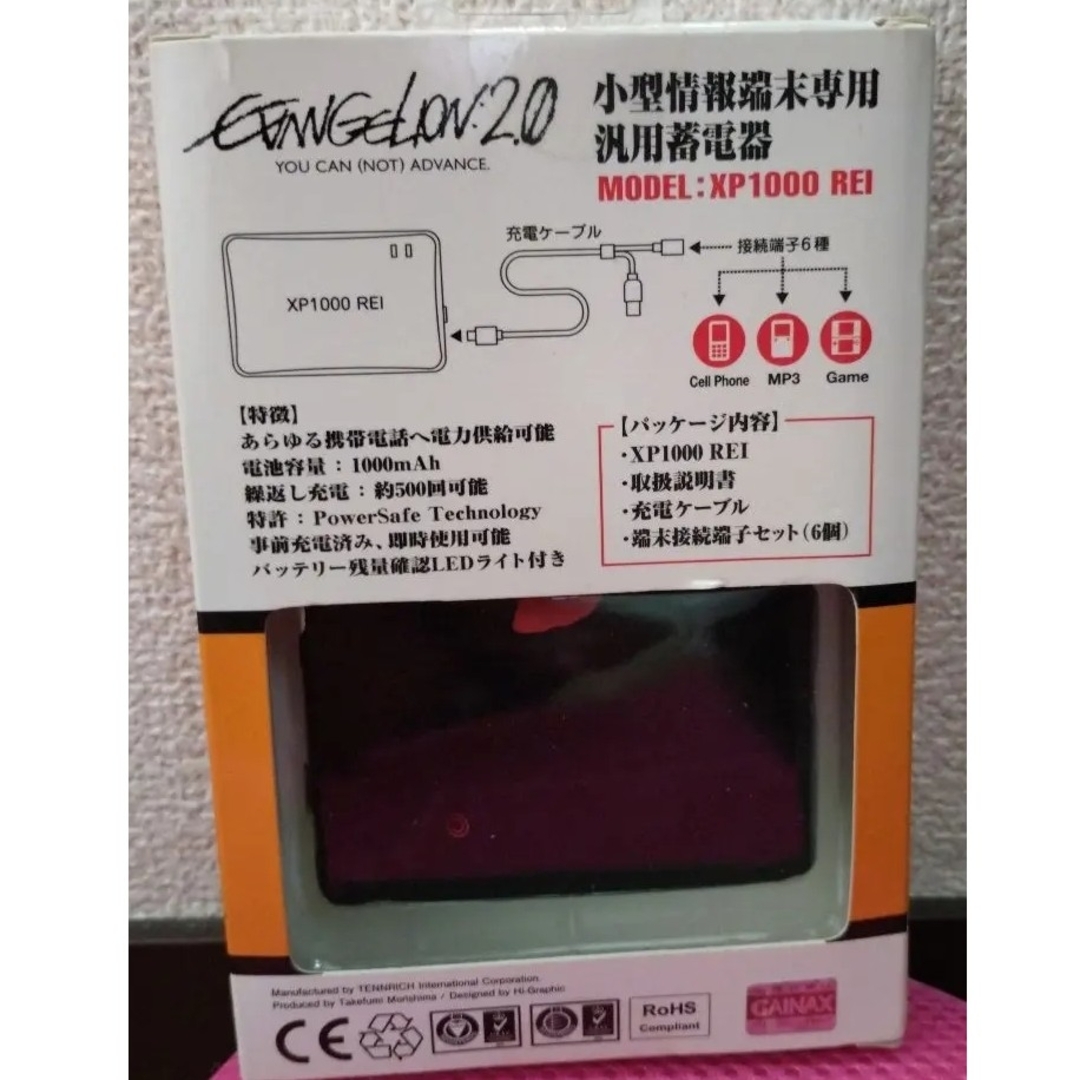 EVANGELION:2.0
YOU CAN (NOT) ADVANCE.
小型情報端末専用
汎用蓄電器
MODEL:XP1000 REI
充電ケーブル
接続端子6種
XP1000 REI
Cell Phone
MP3
Game
【特徴】
あらゆる携帯電話へ電力供給可能
電池容量：1000mAh
繰返し充電：約500回可能
特許：PowerSafe Technology
事前充電済み、即時使用可能
バッテリー残量確認LEDライト付き
【パッケージ内容】
・XP1000 REI
・取扱説明書
・充電ケーブル
・端末接続端子セット(6個)
Manufactured by TENNRICH International Corporation.
Produced by Takefumi Morishima / Designed by Hi-Graphic
CE
RoHS
Compliant
GAINAX